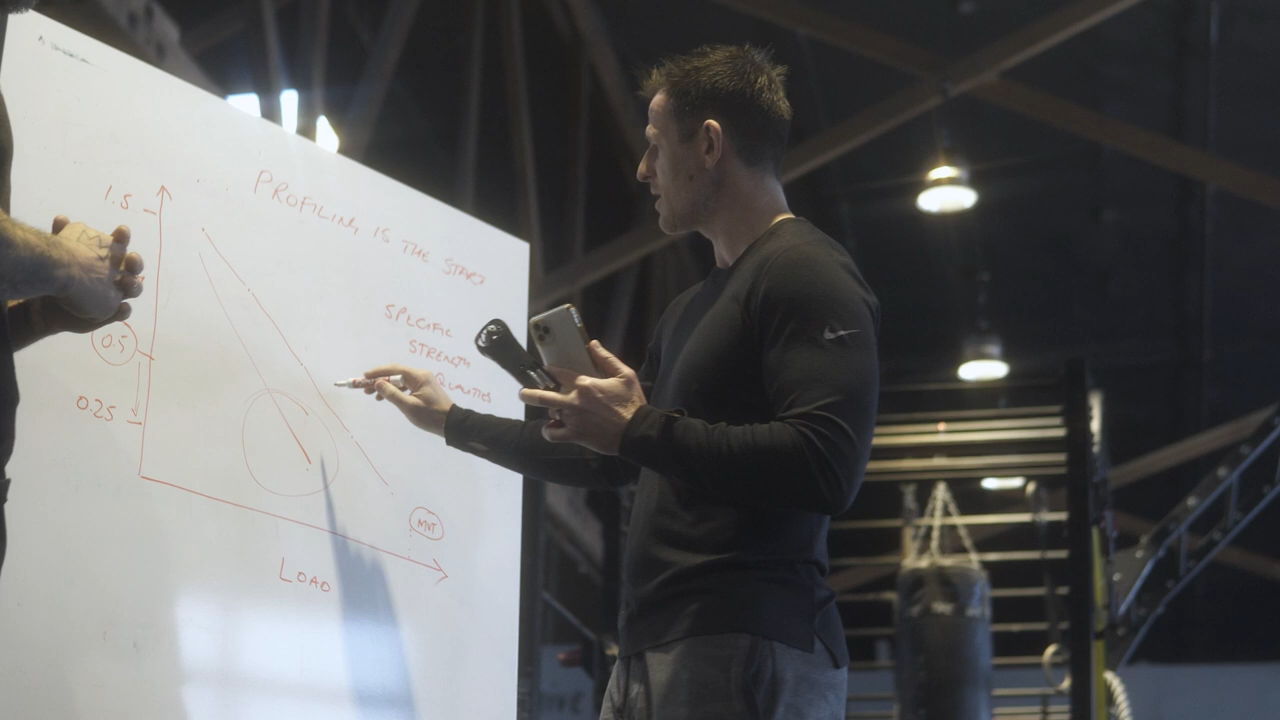 PROFILING IS THE START
1.5
SPECIFIC
STRENGTH
QUALITIES
0.5
0.25
MVT
LOAD